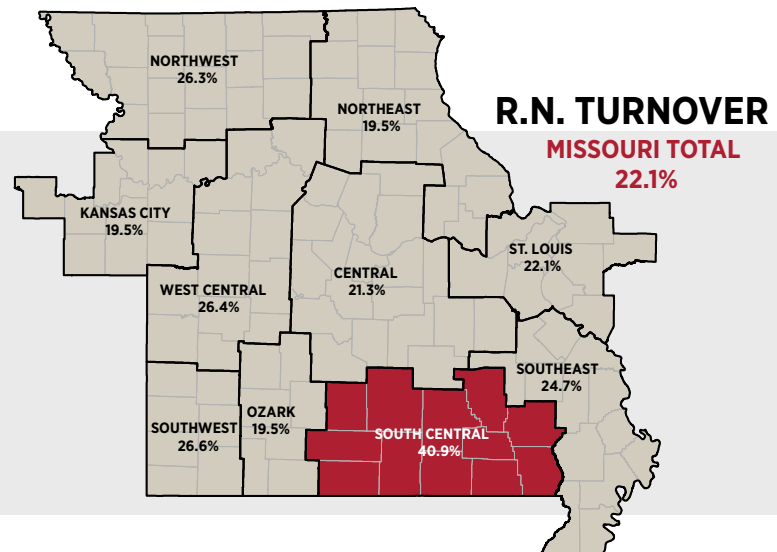 R.N. TURNOVER
MISSOURI TOTAL
22.1%
NORTHWEST
26.3%
NORTHEAST
19.5%
KANSAS CITY
19.5%
ST. LOUIS
22.1%
CENTRAL
21.3%
WEST CENTRAL
26.4%
SOUTHEAST
24.7%
OZARK
19.5%
SOUTHWEST
26.6%
SOUTH CENTRAL
40.9%